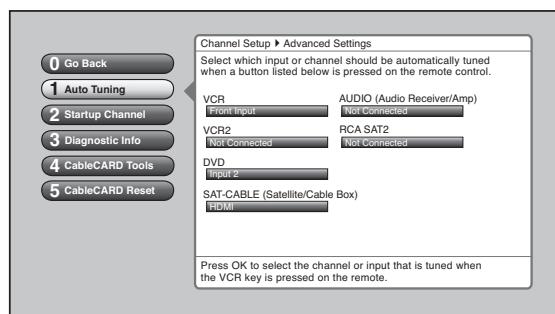 0 Go Back
1 Auto Tuning
2 Startup Channel
3 Diagnostic Info
4 CableCARD Tools
5 CableCARD Reset
Channel Setup ▶ Advanced Settings
Select which input or channel should be automatically tuned
when a button listed below is pressed on the remote control.
VCR
Front Input
VCR2
Not Connected
DVD
Input 2
SAT-CABLE (Satellite/Cable Box)
HDMI
AUDIO (Audio Receiver/Amp)
Not Connected
RCA SAT2
Not Connected
Press OK to select the channel or input that is tuned when
the VCR key is pressed on the remote.